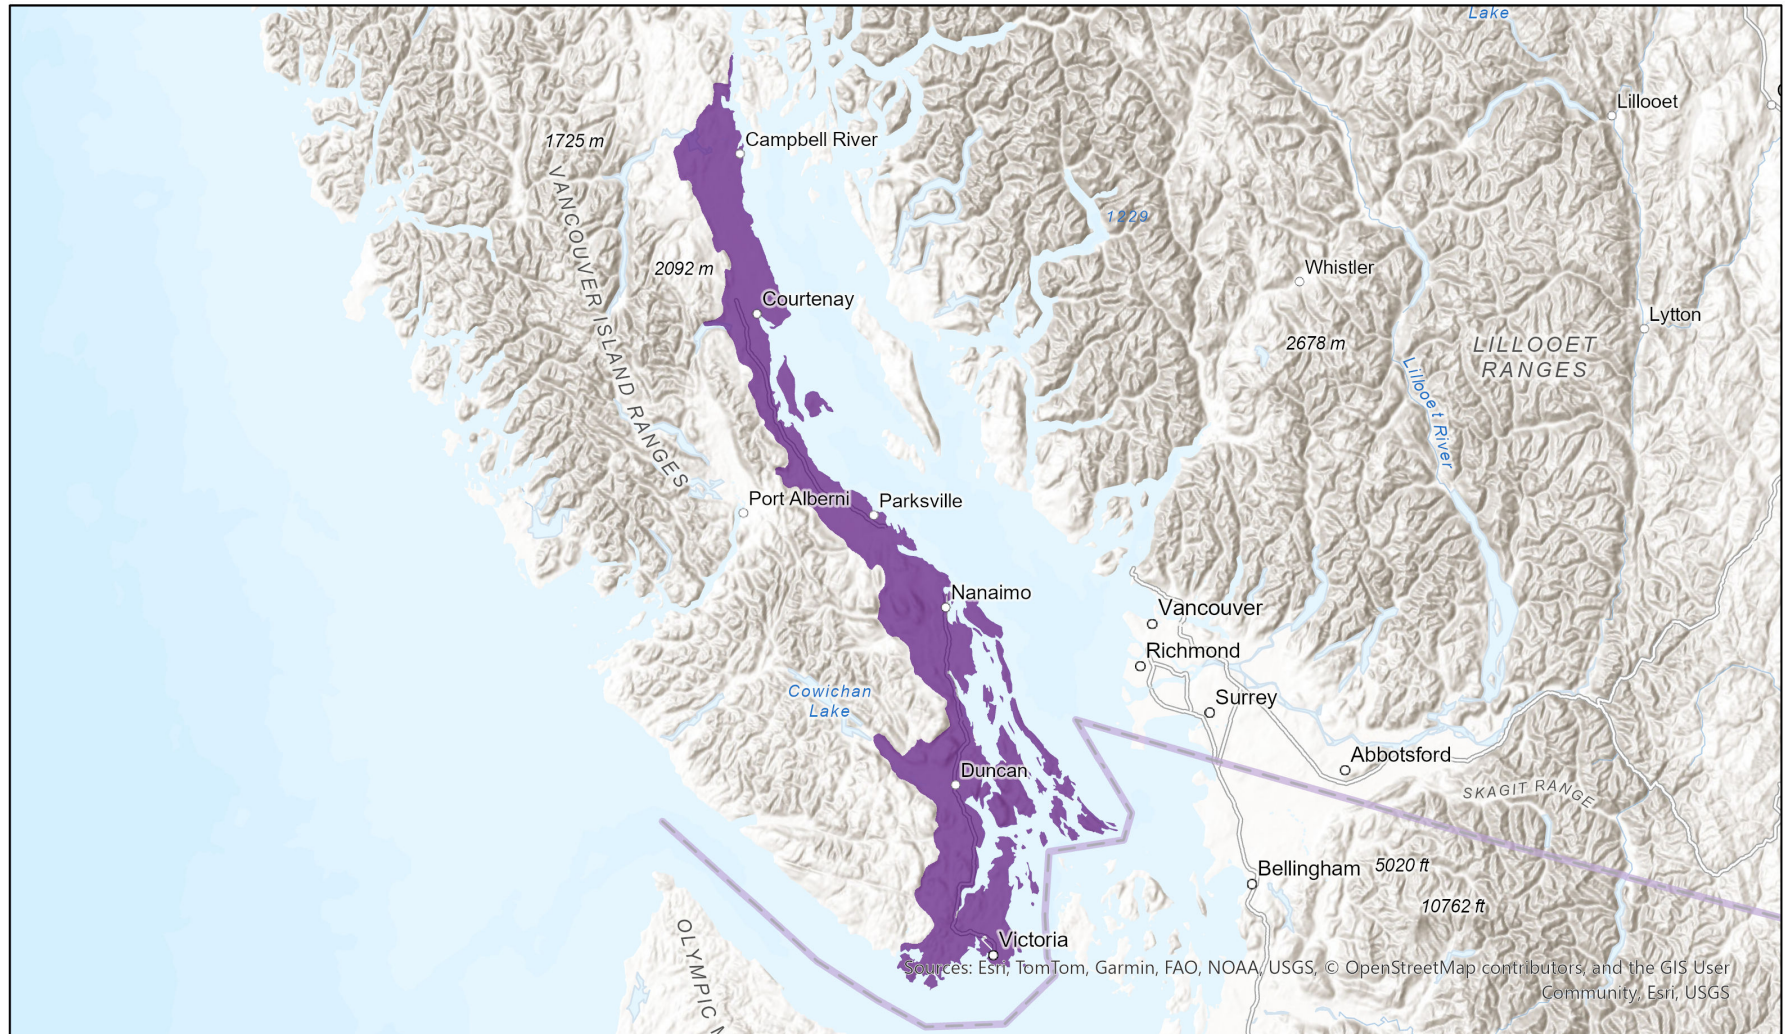 Lake
Lillooet
Campbell River
1725 m
VANCOUVER ISLAND RANGES
1229
2092 m
Whistler
Courtenay
Lytton
2678 m
LILLOOET
RANGES
Lillooet River
Port Alberni
Parksville
Nanaimo
Vancouver
Richmond
Cowichan
Lake
Surrey
Abbotsford
Duncan
SKAGIT RANGE
Bellingham
5020 ft
10762 ft
OLYMPIC
Victoria
Sources: Esri, TomTom, Garmin, FAO, NOAA, USGS, © OpenStreetMap contributors, and the GIS User
Community, Esri, USGS